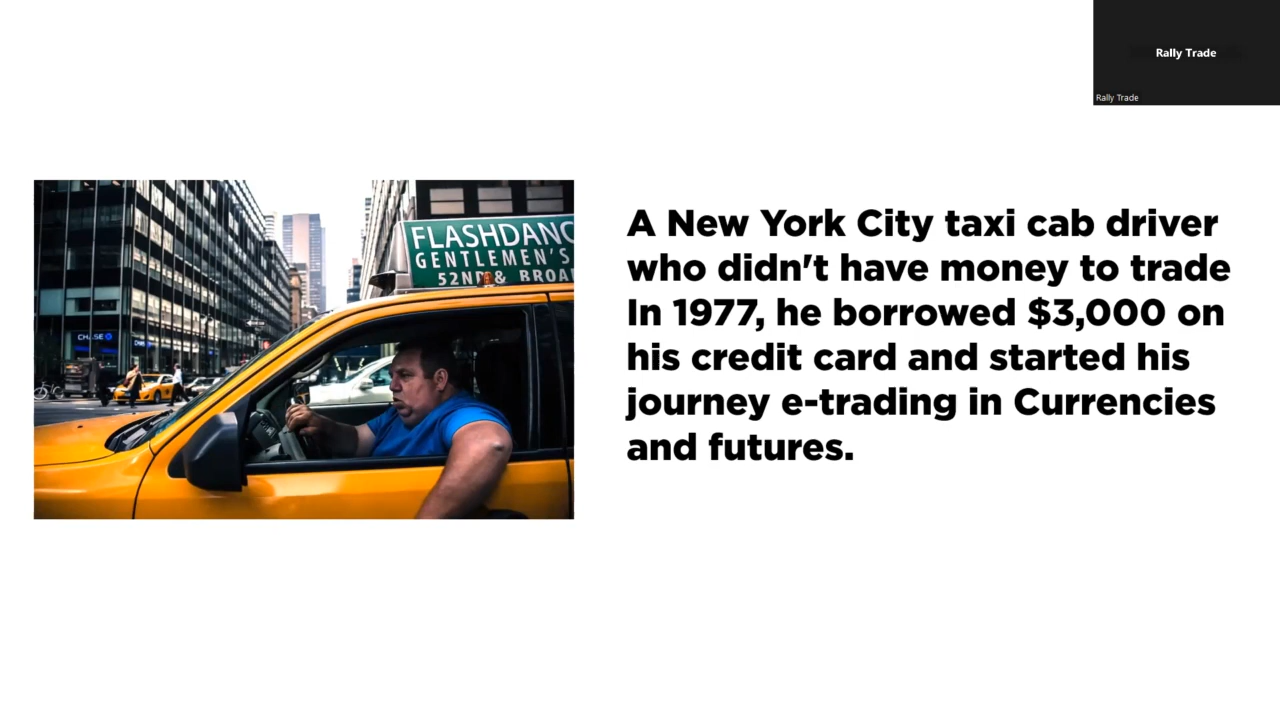 Rally Trade
Rally Trade
FLASHDANC
GENTLEMEN'S
52ND & BROA
CHASE
A New York City taxi cab driver
who didn't have money to trade
In 1977, he borrowed $3,000 on
his credit card and started his
journey e-trading in Currencies
and futures.